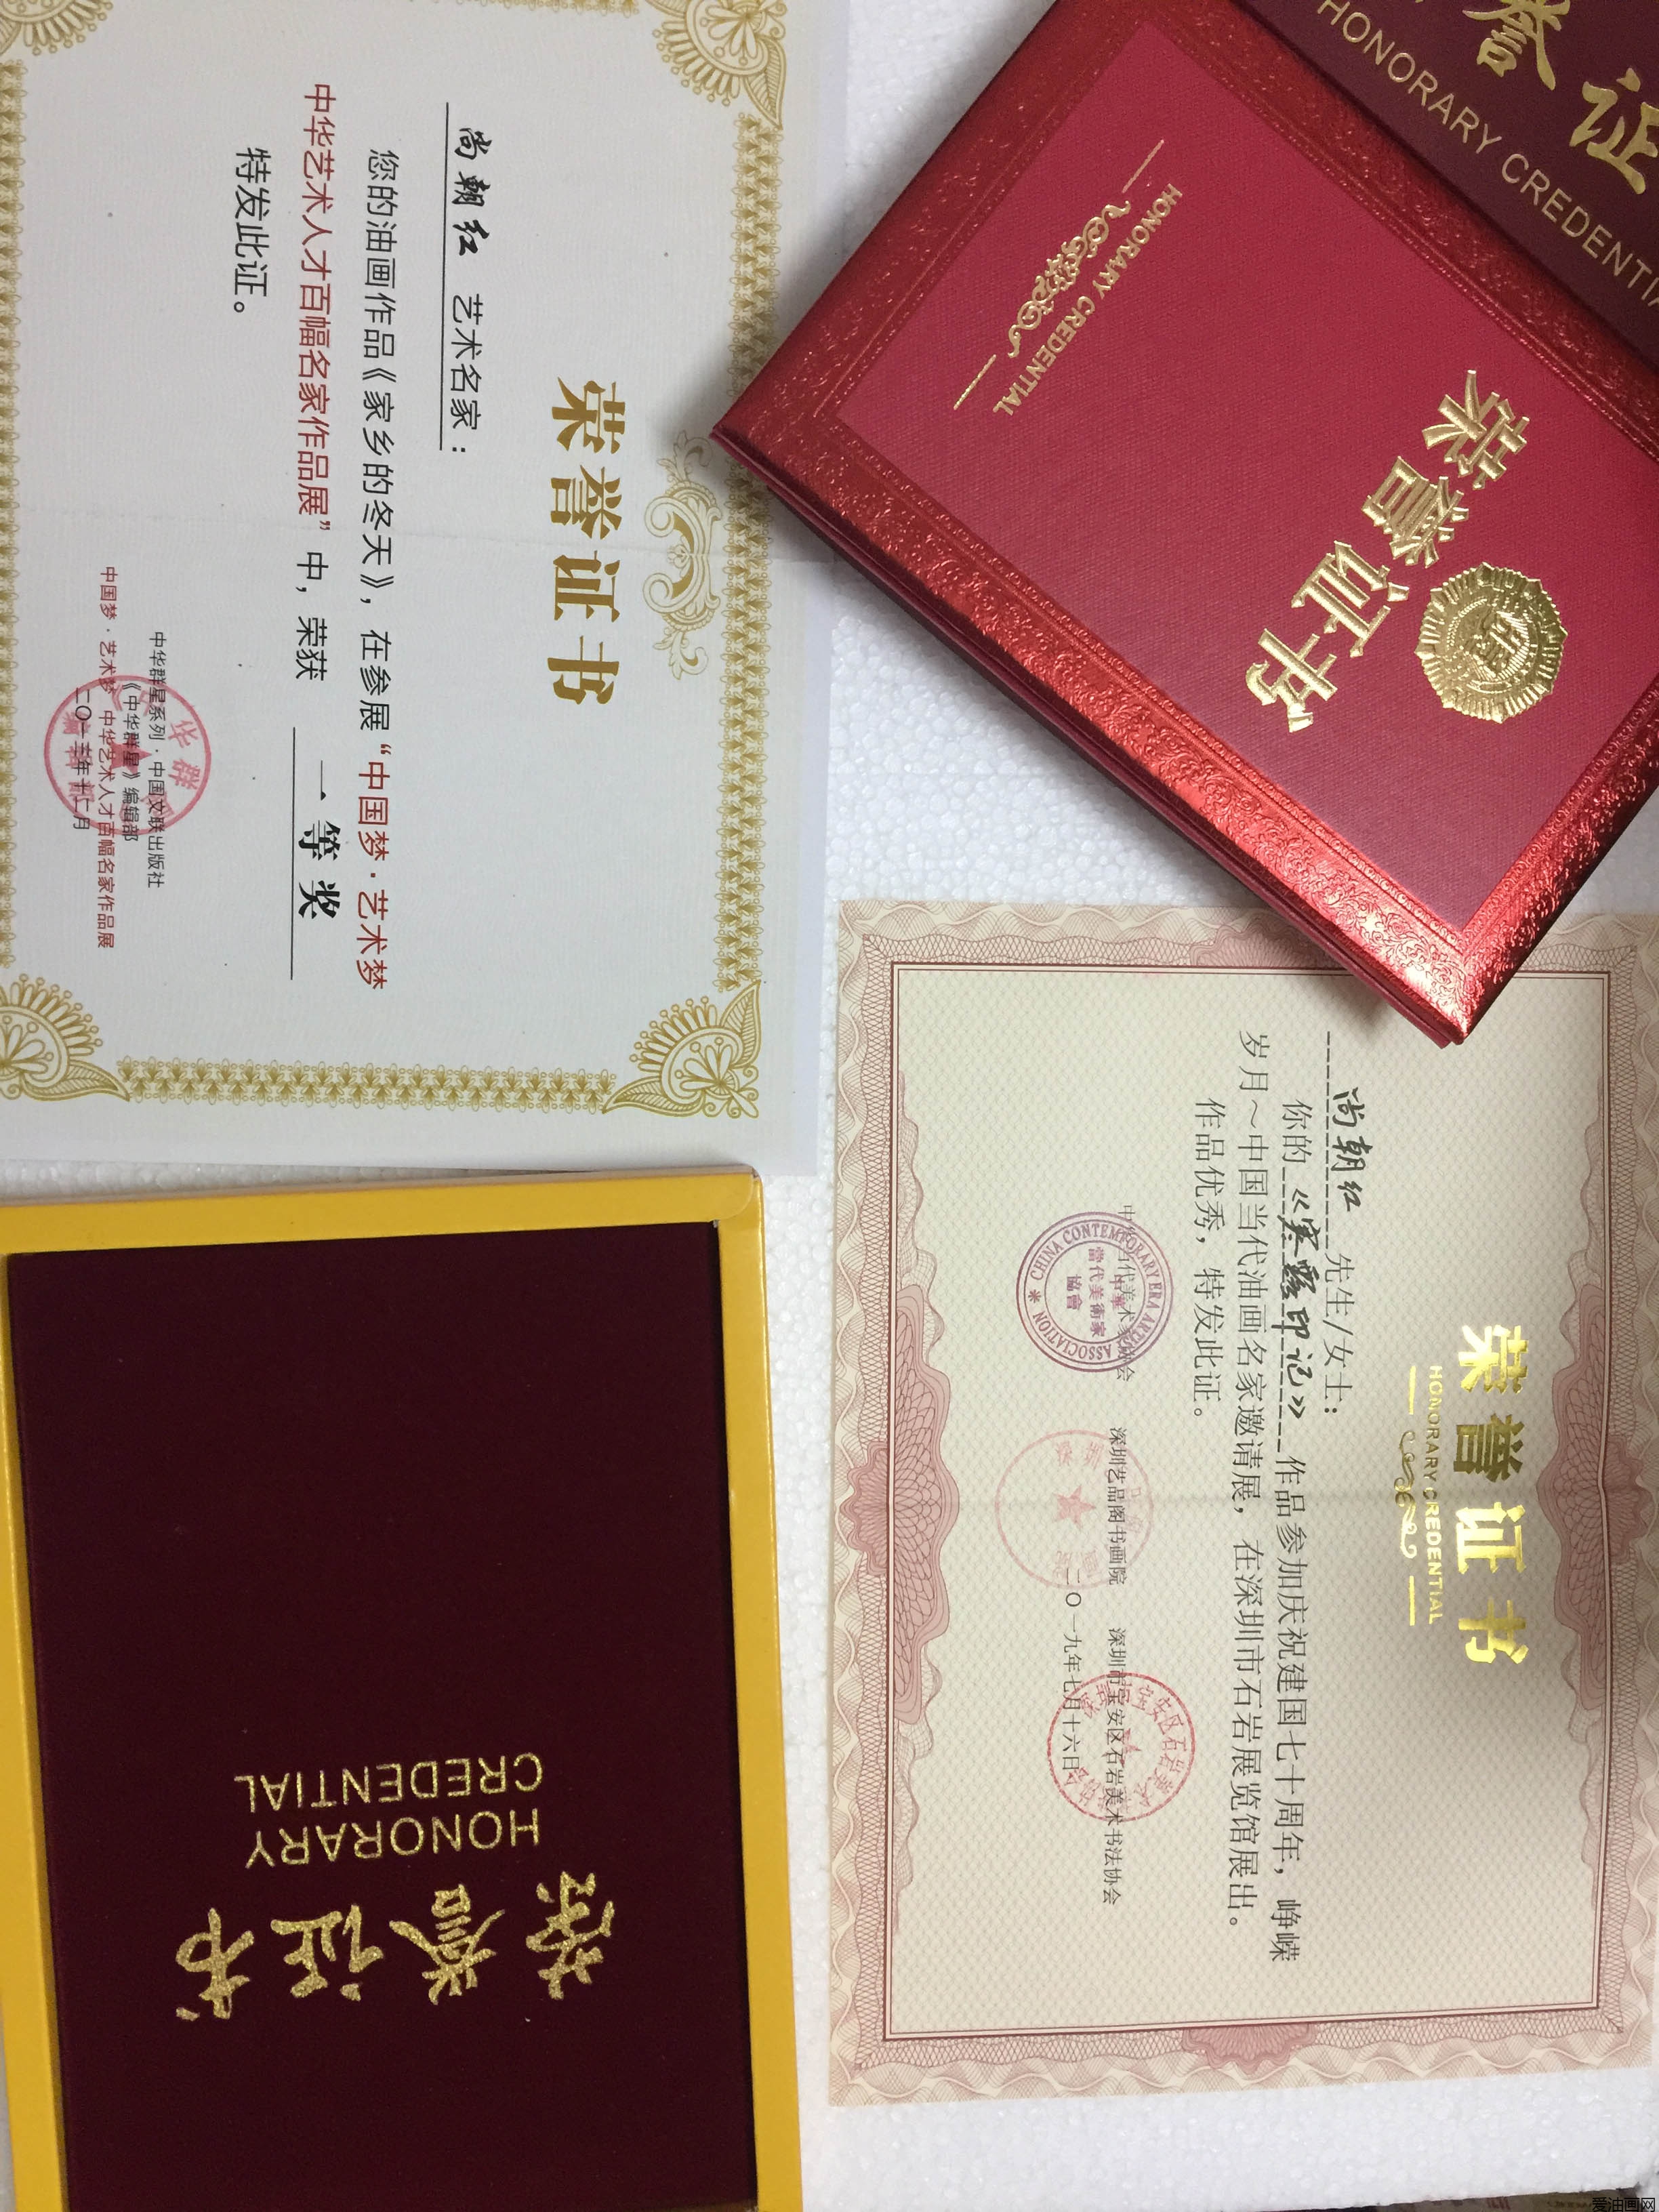 荣誉证书
尚朝红 艺术名家：
您的油画作品《家乡的冬天》，在参展“中国梦·艺术梦
中华艺术人才百幅名家作品展”中，荣获 一等奖
特发此证。
中华群星系列·中国文联出版社
《中华群星》编辑部
中国梦·艺术梦 中华艺术人才百幅名家作品展
荣誉证书
HONORARY CREDENTIAL
誉证
HONORARY CREDENTIA
荣誉证书
HONORARY CREDENTIAL
尚朝红 先生/女士：
你的《寒露印记》作品参加庆祝建国七十周年，峥嵘
岁月～中国当代油画名家邀请展，在深圳市石岩展览馆展出。
作品优秀，特发此证。
深圳艺品阁书画院 深圳市宝安区石岩美术书法协会
二〇一九年七月十六日
CHINA CONTEMPORARY ERA ARTIST ASSOCIATION
當代美術家
協會
荣誉证书
HONORARY
CREDENTIAL
油画网